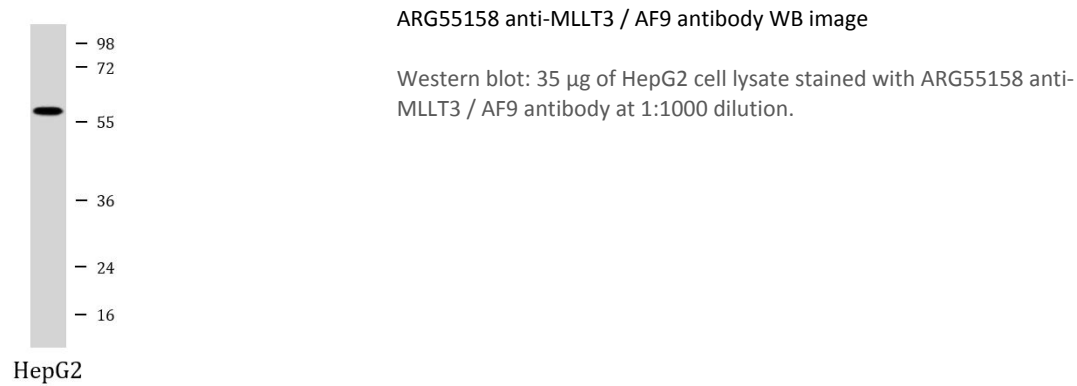 ARG55158 anti-MLLT3 / AF9 antibody WB image
Western blot: 35 µg of HepG2 cell lysate stained with ARG55158 anti-
MLLT3 / AF9 antibody at 1:1000 dilution.
– 98
– 72
– 55
– 36
– 24
– 16
HepG2